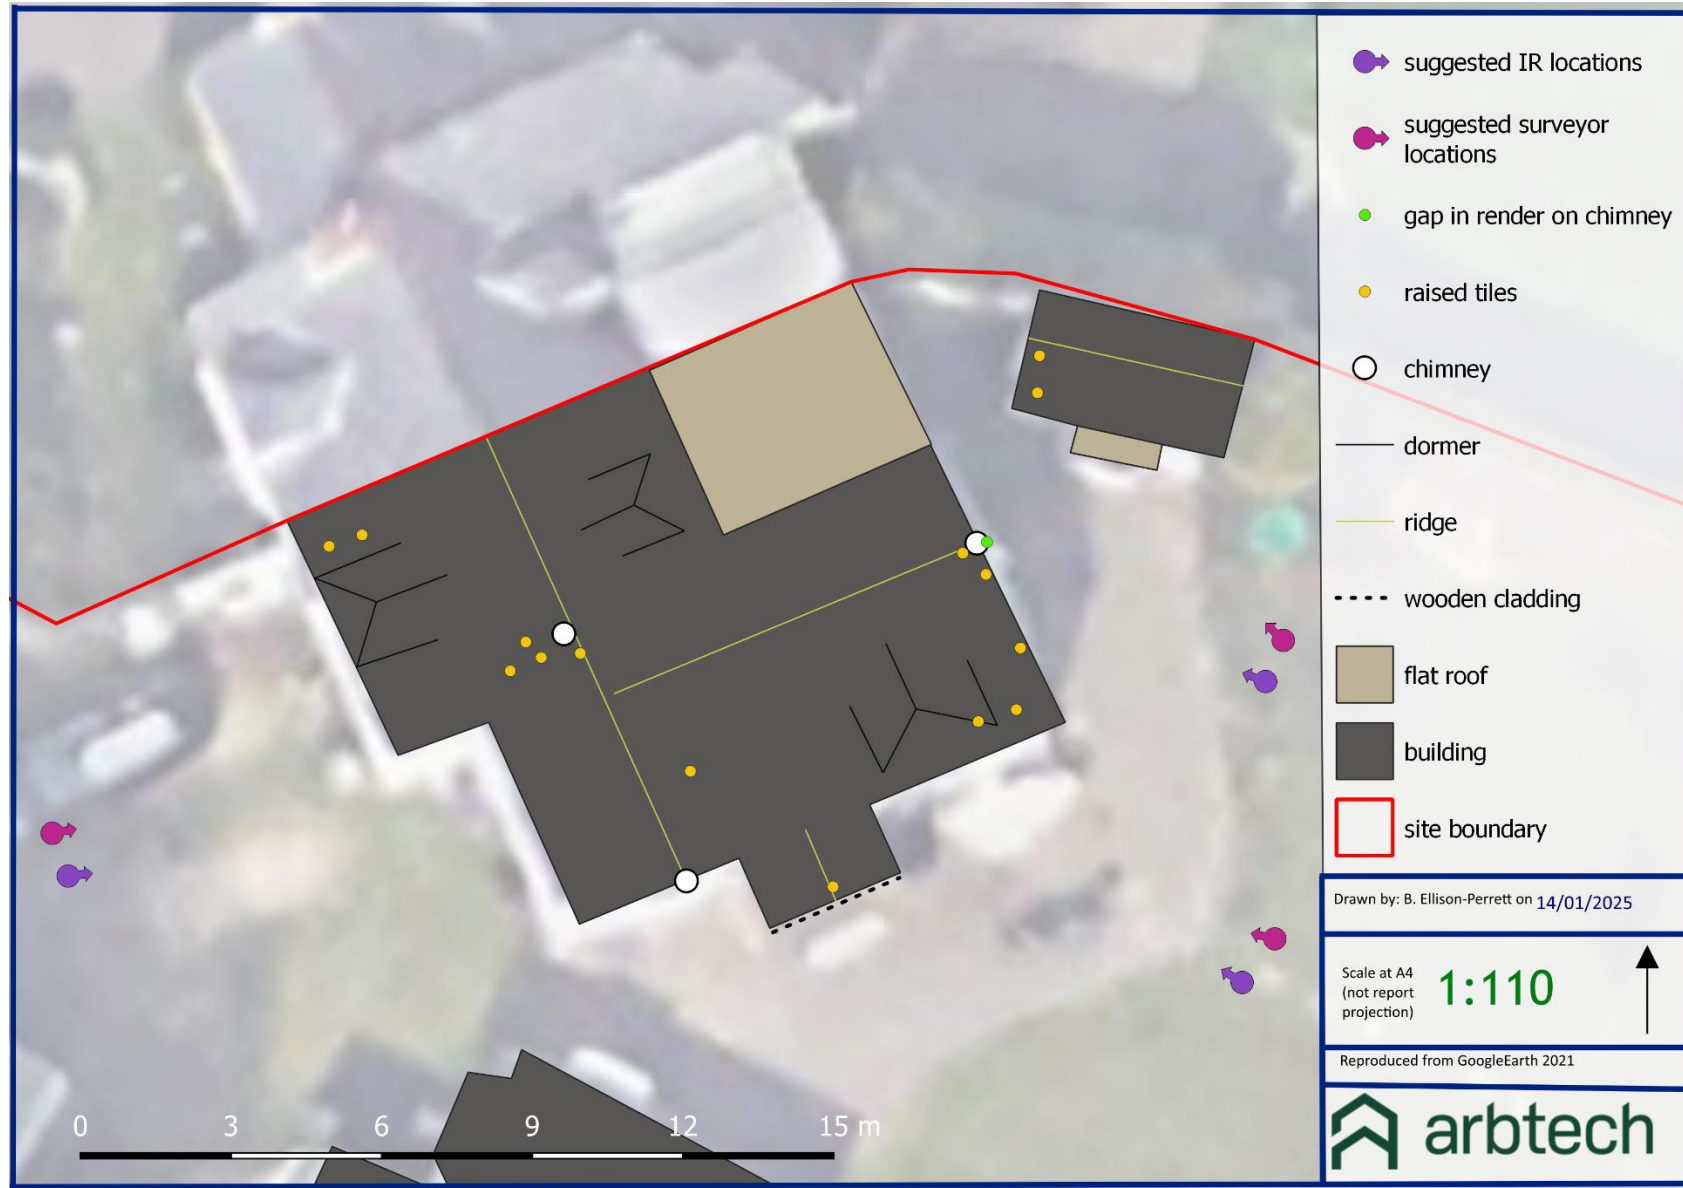 suggested IR locations
suggested surveyor
locations
gap in render on chimney
raised tiles
chimney
dormer
ridge
wooden cladding
flat roof
building
site boundary
Drawn by: B. Ellison-Perrett on 14/01/2025
Scale at A4
(not report
projection)
1:110
Reproduced from GoogleEarth 2021
arbtech
0 3 6 9 12 15 m